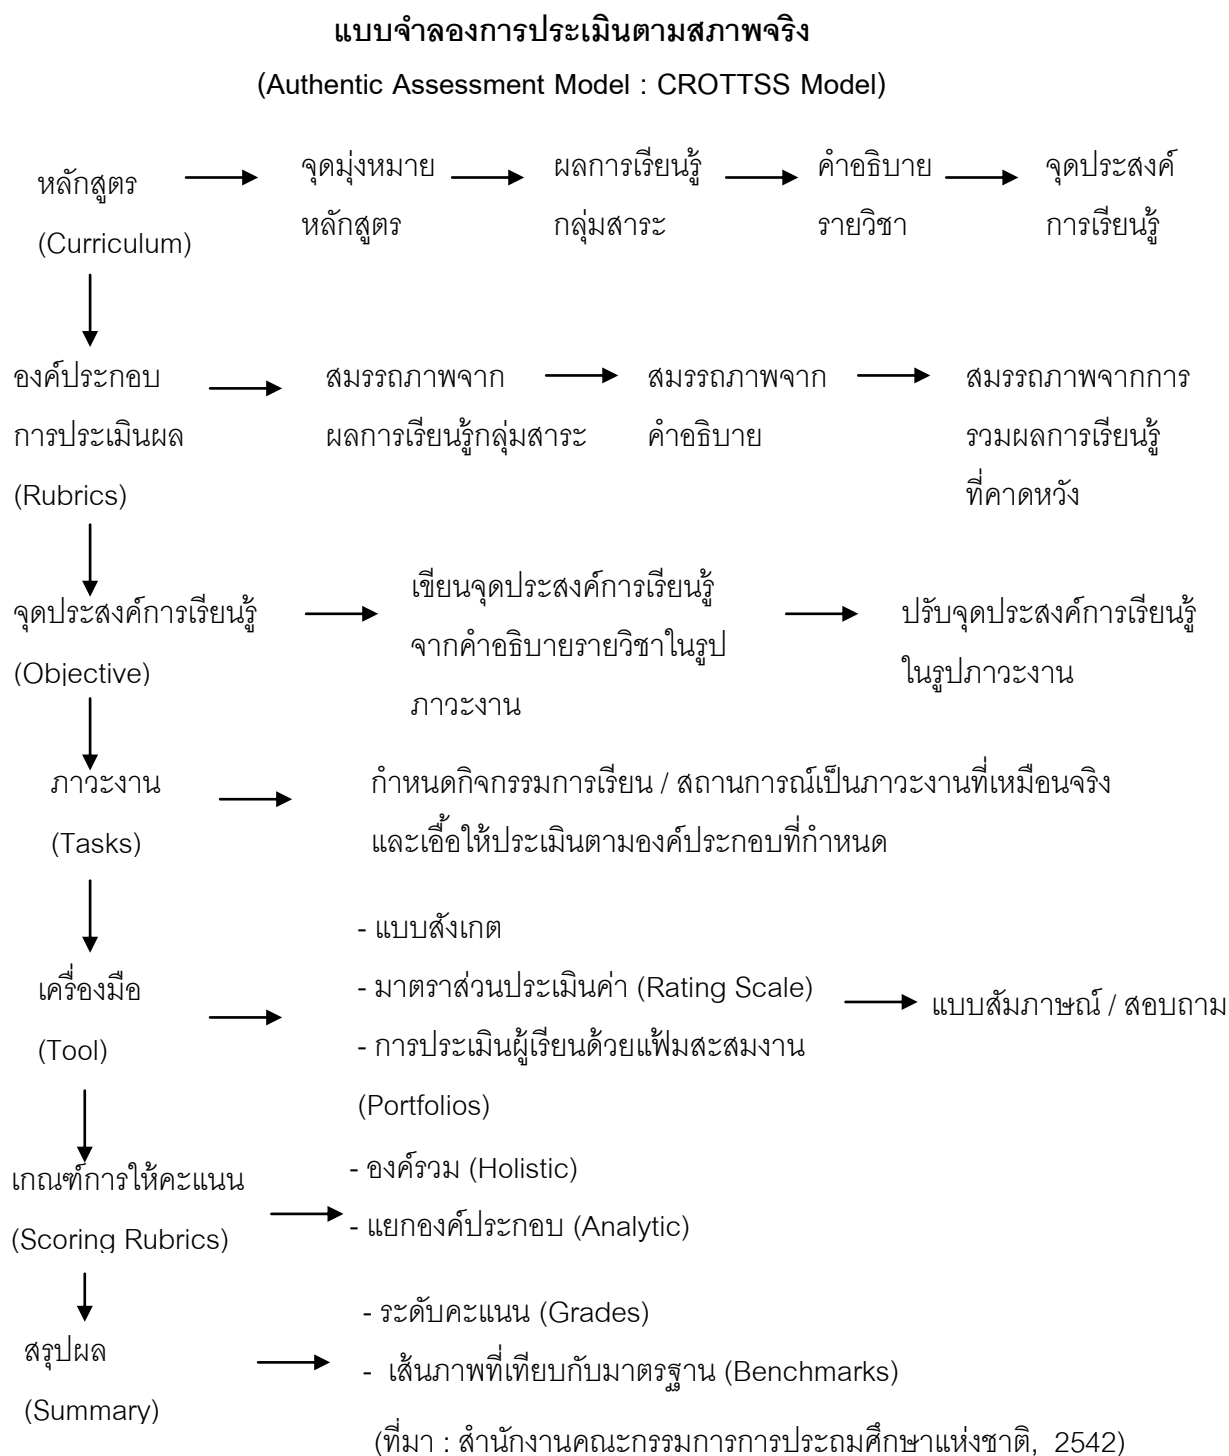 แบบจำลองการประเมินตามสภาพจริง
(Authentic Assessment Model : CROTTSS Model)
หลักสูตร
(Curriculum)
จุดมุ่งหมาย
หลักสูตร
ผลการเรียนรู้
กลุ่มสาระ
คำอธิบาย
รายวิชา
จุดประสงค์
การเรียนรู้
องค์ประกอบ
การประเมินผล
(Rubrics)
สมรรถภาพจาก
ผลการเรียนรู้กลุ่มสาระ
สมรรถภาพจาก
คำอธิบาย
สมรรถภาพจากการ
รวมผลการเรียนรู้
ที่คาดหวัง
จุดประสงค์การเรียนรู้
(Objective)
เขียนจุดประสงค์การเรียนรู้
จากคำอธิบายรายวิชาในรูป
ภาวะงาน
ปรับจุดประสงค์การเรียนรู้
ในรูปภาวะงาน
ภาวะงาน
(Tasks)
กำหนดกิจกรรมการเรียน / สถานการณ์เป็นภาวะงานที่เหมือนจริง
และเอื้อให้ประเมินตามองค์ประกอบที่กำหนด
เครื่องมือ
(Tool)
- แบบสังเกต
- มาตราส่วนประเมินค่า (Rating Scale)
- การประเมินผู้เรียนด้วยแฟ้มสะสมงาน
(Portfolios)
แบบสัมภาษณ์ / สอบถาม
เกณฑ์การให้คะแนน
(Scoring Rubrics)
- องค์รวม (Holistic)
- แยกองค์ประกอบ (Analytic)
สรุปผล
(Summary)
- ระดับคะแนน (Grades)
- เส้นภาพที่เทียบกับมาตรฐาน (Benchmarks)
(ที่มา : สำนักงานคณะกรรมการการประถมศึกษาแห่งชาติ, 2542)